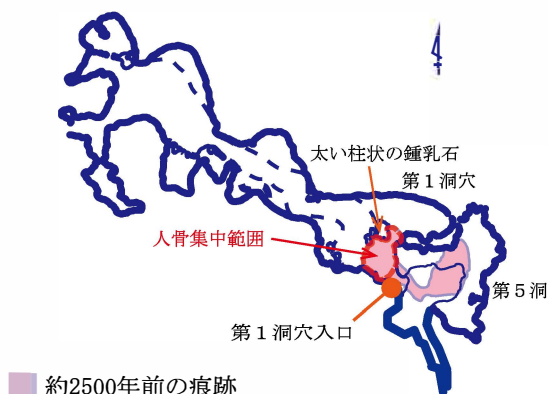 太い柱状の鍾乳石
第１洞穴
人骨集中範囲
第５洞
第１洞穴入口
約2500年前の痕跡